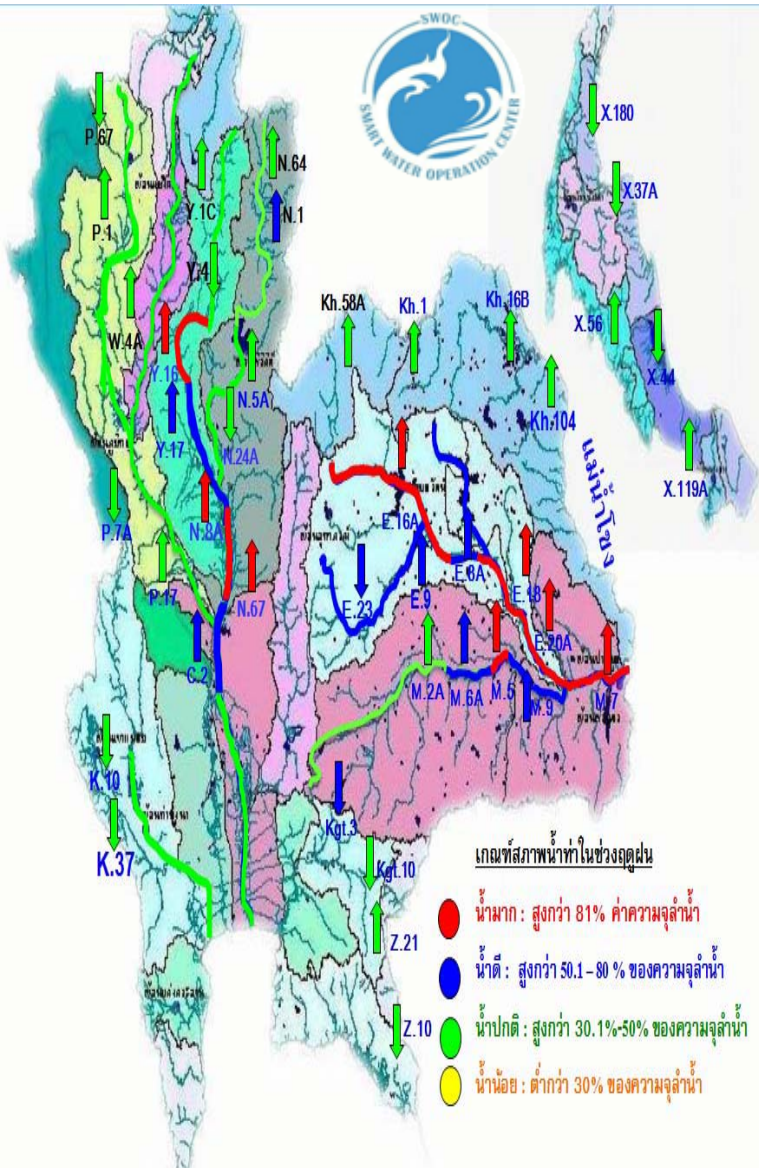 SWOC
SMART WATER OPERATION CENTER
P.67
P.1
W.4A
Y.1C
Y.4
N.64
N.1
Y.16
Y.17
N.5A
N.24A
N.8A
N.67
P.7A
P.17
C.2
K.10
K.37
Kh.58A
Kh.1
Kh.16B
Kh.104
แม่น้ำโขง
E.16A
E.8A
E.23
E.9
E.18
E.20A
M.2A
M.6A
M.5
M.9
M.7
Kgt.3
Kgt.10
Z.21
Z.10
X.180
X.37A
X.56
X.44
X.119A
เกณฑ์สภาพน้ำท่าในช่วงฤดูฝน
น้ำมาก : สูงกว่า 81% ค่าความจุลำน้ำ
น้ำดี : สูงกว่า 50.1 – 80 % ของความจุลำน้ำ
น้ำปกติ : สูงกว่า 30.1%-50% ของความจุลำน้ำ
น้ำน้อย : ต่ำกว่า 30% ของความจุลำน้ำ